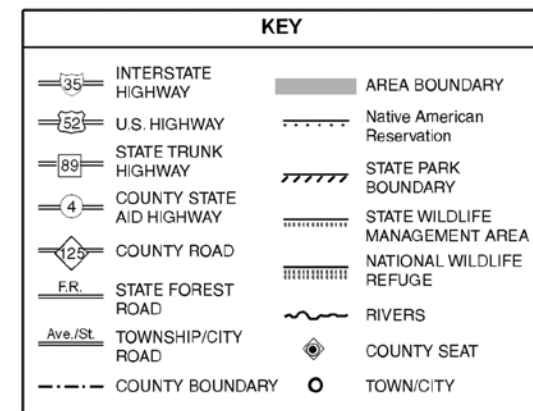 KEY
35
INTERSTATE
HIGHWAY
52
U.S. HIGHWAY
89
STATE TRUNK
HIGHWAY
4
COUNTY STATE
AID HIGHWAY
125
COUNTY ROAD
F.R.
STATE FOREST
ROAD
Ave./St.
TOWNSHIP/CITY
ROAD
COUNTY BOUNDARY
AREA BOUNDARY
Native American
Reservation
STATE PARK
BOUNDARY
STATE WILDLIFE
MANAGEMENT AREA
NATIONAL WILDLIFE
REFUGE
RIVERS
COUNTY SEAT
TOWN/CITY